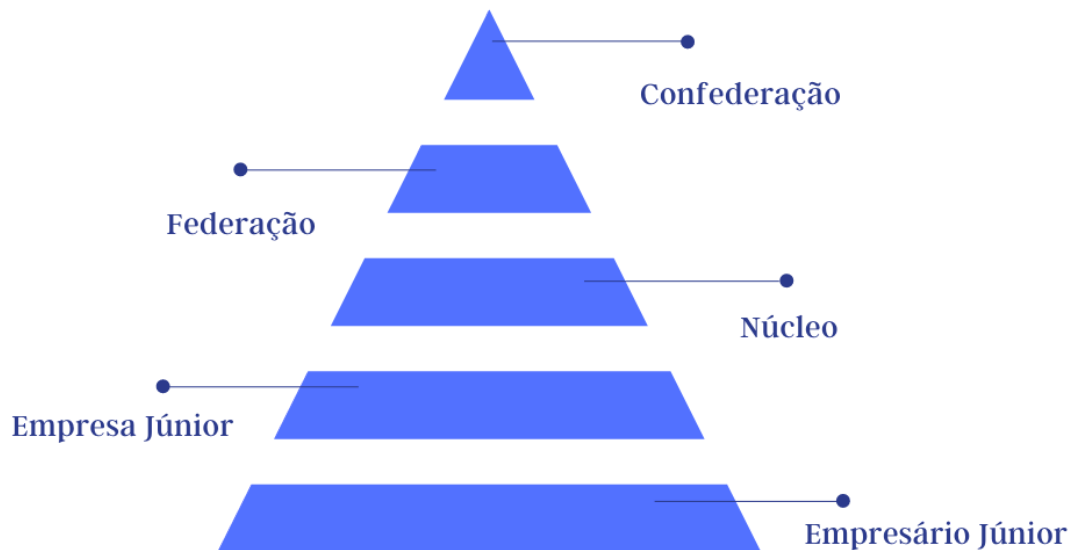 Confederação
Federação
Núcleo
Empresa Júnior
Empresário Júnior